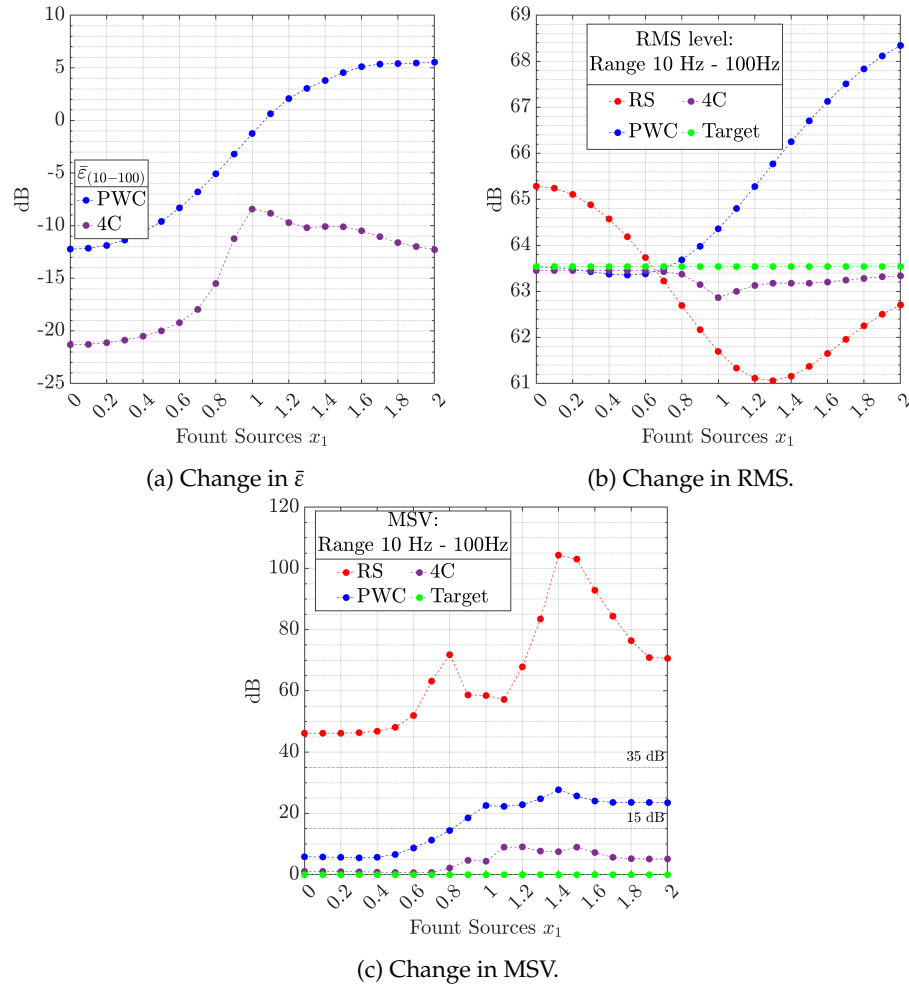 10
5
0
-5
-10
-15
-20
-25
dB
ε̄(10−100)
PWC
4C
0 0.2 0.4 0.6 0.8 1 1.2 1.4 1.6 1.8 2
Fount Sources x1
(a) Change in ε̄
69
68
67
66
65
64
63
62
61
dB
RMS level:
Range 10 Hz - 100Hz
RS 4C
PWC Target
0 0.2 0.4 0.6 0.8 1 1.2 1.4 1.6 1.8 2
Fount Sources x1
(b) Change in RMS.
120
100
80
60
40
20
0
dB
MSV:
Range 10 Hz - 100Hz
RS 4C
PWC Target
35 dB
15 dB
0 0.2 0.4 0.6 0.8 1 1.2 1.4 1.6 1.8 2
Fount Sources x1
(c) Change in MSV.